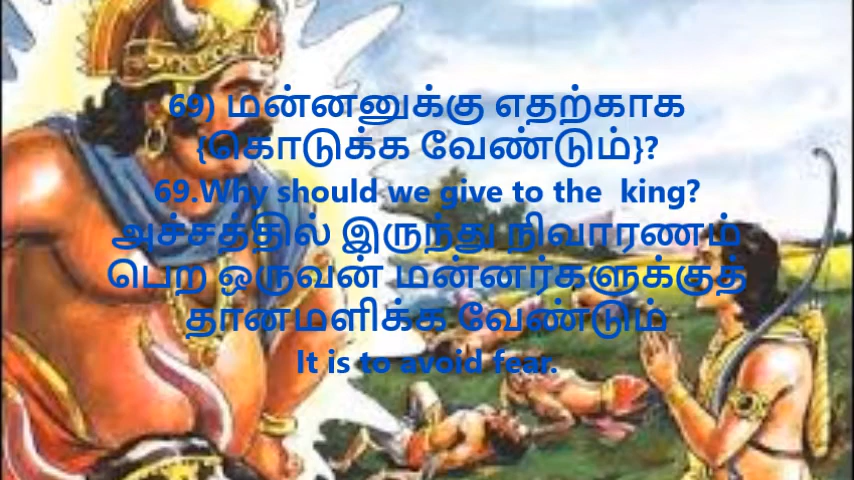 69) மன்னனுக்கு எதற்காக
{கொடுக்க வேண்டும்}?
69.Why should we give to the king?
அச்சத்தில் இருந்து நிவாரணம்
பெற ஒருவன் மன்னர்களுக்குத்
தானமளிக்க வேண்டும்
It is to avoid fear.